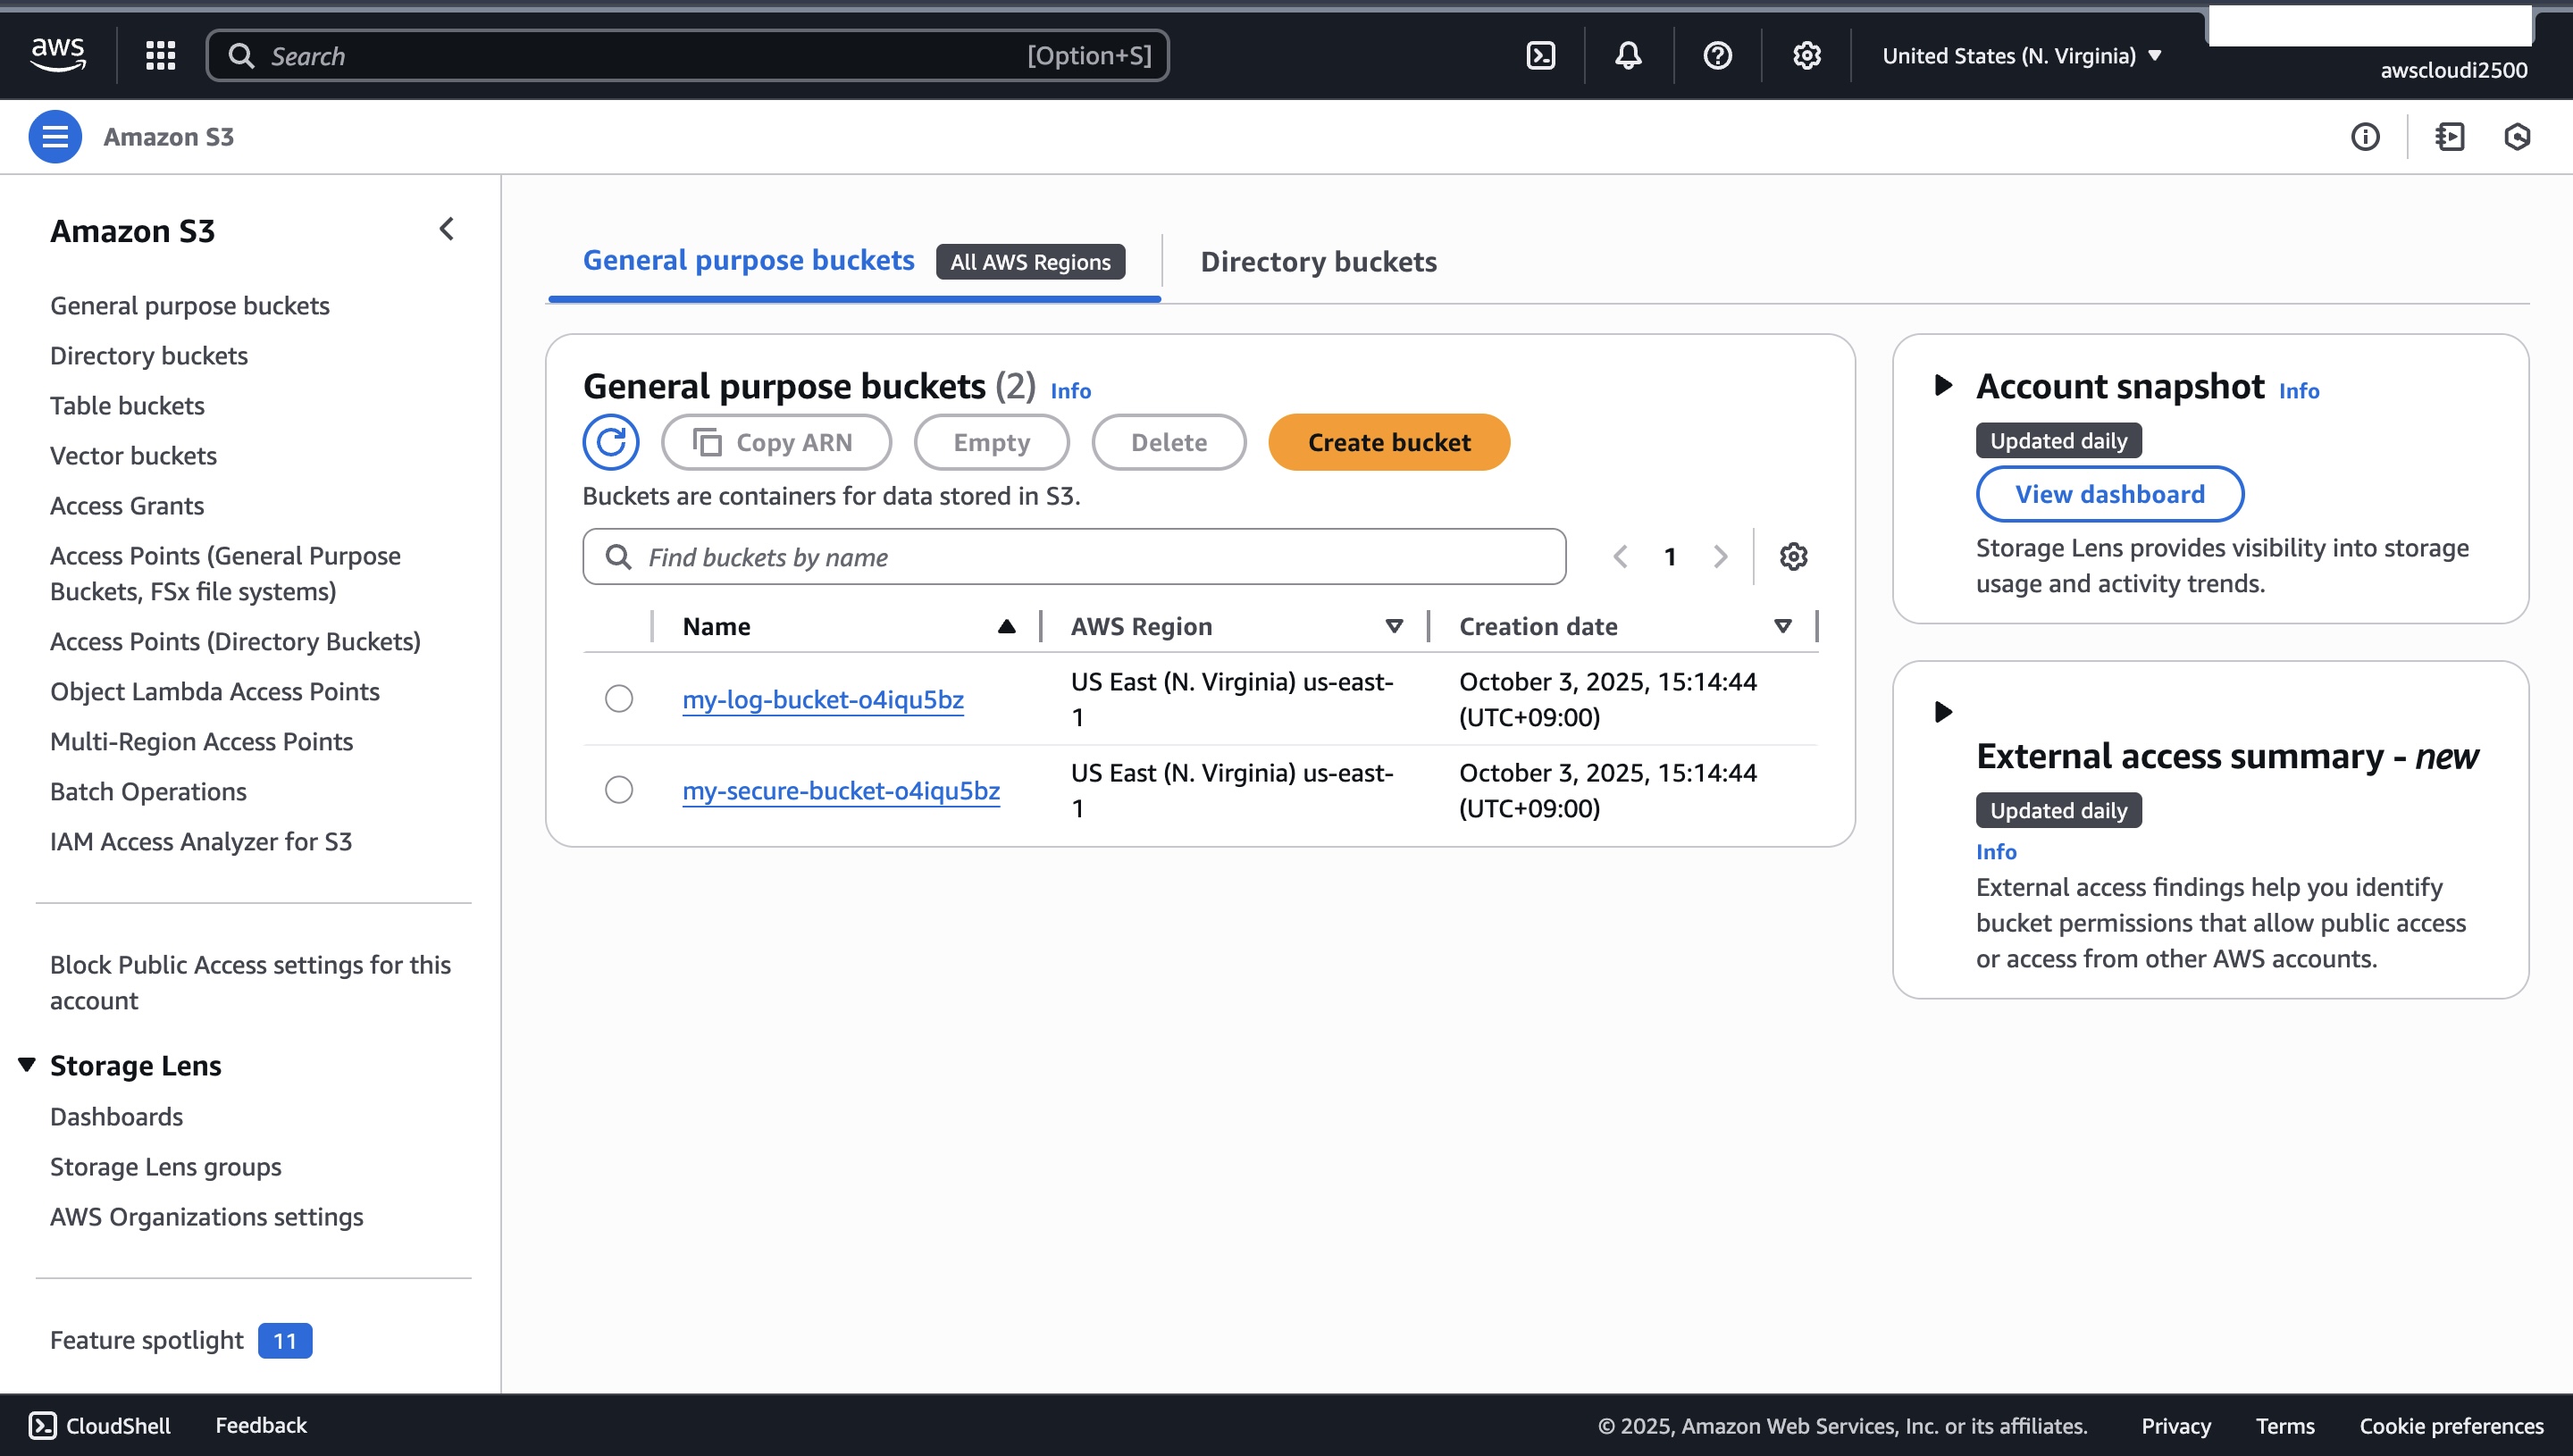 aws
Search
[Option+S]
United States (N. Virginia)
awscloudi2500
Amazon S3
Amazon S3
General purpose buckets
Directory buckets
Table buckets
Vector buckets
Access Grants
Access Points (General Purpose
Buckets, FSx file systems)
Access Points (Directory Buckets)
Object Lambda Access Points
Multi-Region Access Points
Batch Operations
IAM Access Analyzer for S3
Block Public Access settings for this
account
Storage Lens
Dashboards
Storage Lens groups
AWS Organizations settings
Feature spotlight 11
General purpose buckets All AWS Regions
Directory buckets
General purpose buckets (2) Info
Copy ARN
Empty
Delete
Create bucket
Buckets are containers for data stored in S3.
Find buckets by name
1
Name
AWS Region
Creation date
my-log-bucket-o4iqu5bz
US East (N. Virginia) us-east-
1
October 3, 2025, 15:14:44
(UTC+09:00)
my-secure-bucket-o4iqu5bz
US East (N. Virginia) us-east-
1
October 3, 2025, 15:14:44
(UTC+09:00)
Account snapshot Info
Updated daily
View dashboard
Storage Lens provides visibility into storage
usage and activity trends.
External access summary - new
Updated daily
Info
External access findings help you identify
bucket permissions that allow public access
or access from other AWS accounts.
CloudShell
Feedback
© 2025, Amazon Web Services, Inc. or its affiliates.
Privacy
Terms
Cookie preferences